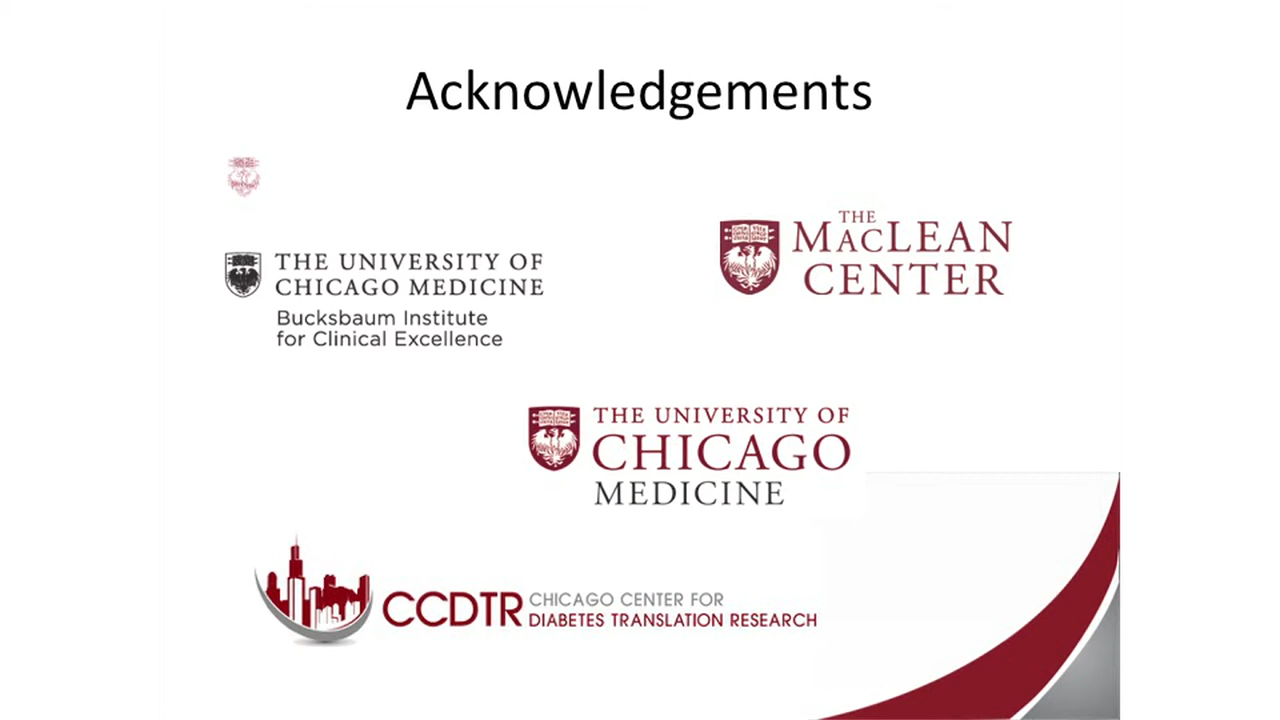 Acknowledgements
THE UNIVERSITY OF
CHICAGO MEDICINE
Bucksbaum Institute
for Clinical Excellence
THE
MACLEAN
CENTER
THE UNIVERSITY OF
CHICAGO
MEDICINE
CCDTR CHICAGO CENTER FOR
DIABETES TRANSLATION RESEARCH